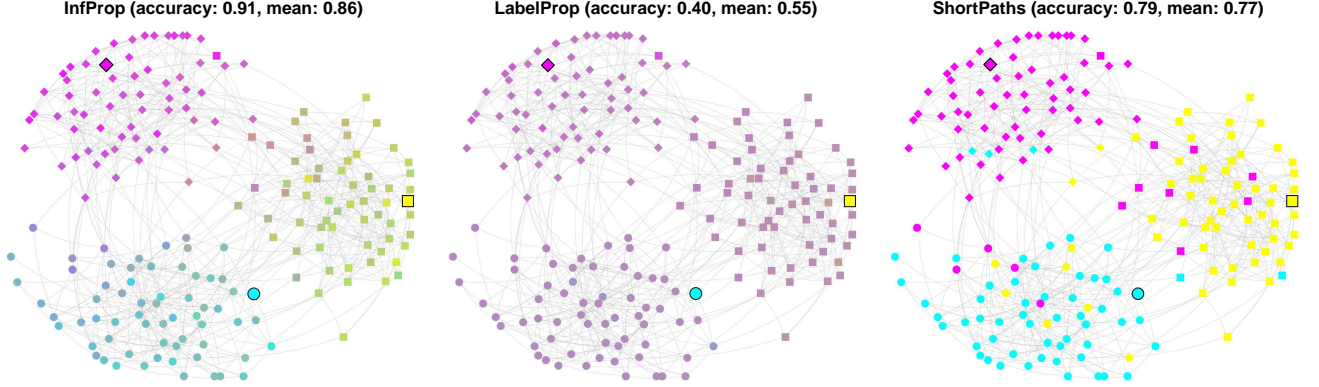 InfProp (accuracy: 0.91, mean: 0.86)
LabelProp (accuracy: 0.40, mean: 0.55)
ShortPaths (accuracy: 0.79, mean: 0.77)